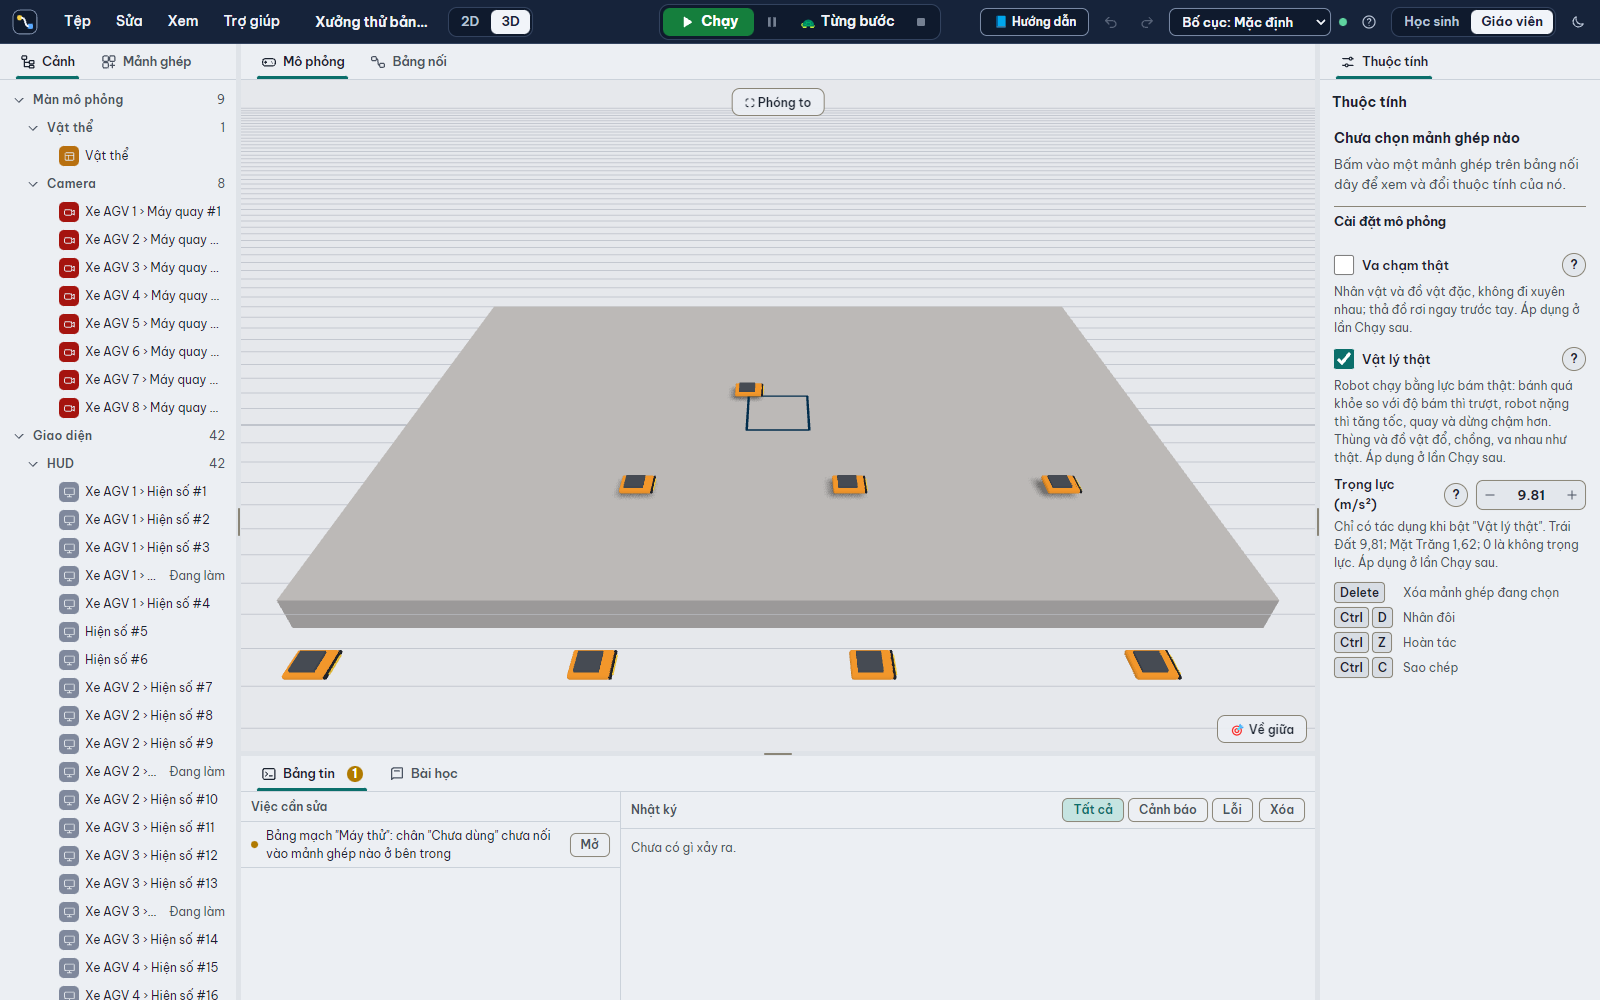 Tệp Sửa Xem Trợ giúp Xưởng thử bản... 2D 3D Chạy Từng bước Hướng dẫn Bố cục: Mặc định Học sinh Giáo viên
Cảnh Mảnh ghép
Màn mô phỏng 9
Vật thể 1
Vật thể
Camera 8
Xe AGV 1 > Máy quay #1
Xe AGV 2 > Máy quay ...
Xe AGV 3 > Máy quay ...
Xe AGV 4 > Máy quay ...
Xe AGV 5 > Máy quay ...
Xe AGV 6 > Máy quay ...
Xe AGV 7 > Máy quay ...
Xe AGV 8 > Máy quay ...
Giao diện 42
HUD 42
Xe AGV 1 > Hiện số #1
Xe AGV 1 > Hiện số #2
Xe AGV 1 > Hiện số #3
Xe AGV 1 > ... Đang làm
Xe AGV 1 > Hiện số #4
Hiện số #5
Hiện số #6
Xe AGV 2 > Hiện số #7
Xe AGV 2 > Hiện số #8
Xe AGV 2 > Hiện số #9
Xe AGV 2 >... Đang làm
Xe AGV 2 > Hiện số #10
Xe AGV 3 > Hiện số #11
Xe AGV 3 > Hiện số #12
Xe AGV 3 > Hiện số #13
Xe AGV 3 >... Đang làm
Xe AGV 3 > Hiện số #14
Xe AGV 4 > Hiện số #15
Xe AGV 4 > Hiện số #16
Mô phỏng Bảng nối
Phóng to
Về giữa
Bảng tin 1 Bài học
Việc cần sửa
Bảng mạch "Máy thử": chân "Chưa dùng" chưa nối
vào mảnh ghép nào ở bên trong
Mở
Nhật ký Tất cả Cảnh báo Lỗi Xóa
Chưa có gì xảy ra.
Thuộc tính
Thuộc tính
Chưa chọn mảnh ghép nào
Bấm vào một mảnh ghép trên bảng nối
dây để xem và đổi thuộc tính của nó.
Cài đặt mô phỏng
Va chạm thật ?
Nhân vật và đồ vật đặc, không đi xuyên
nhau; thả đồ rơi ngay trước tay. Áp dụng ở
lần Chạy sau.
Vật lý thật ?
Robot chạy bằng lực bám thật: bánh quá
khỏe so với độ bám thì trượt, robot nặng
thì tăng tốc, quay và dừng chậm hơn.
Thùng và đồ vật đổ, chồng, va nhau như
thật. Áp dụng ở lần Chạy sau.
Trọng lực
(m/s²)
? − 9.81 +
Chỉ có tác dụng khi bật "Vật lý thật". Trái
Đất 9,81; Mặt Trăng 1,62; 0 là không trọng
lực. Áp dụng ở lần Chạy sau.
Delete Xóa mảnh ghép đang chọn
Ctrl D Nhân đôi
Ctrl Z Hoàn tác
Ctrl C Sao chép